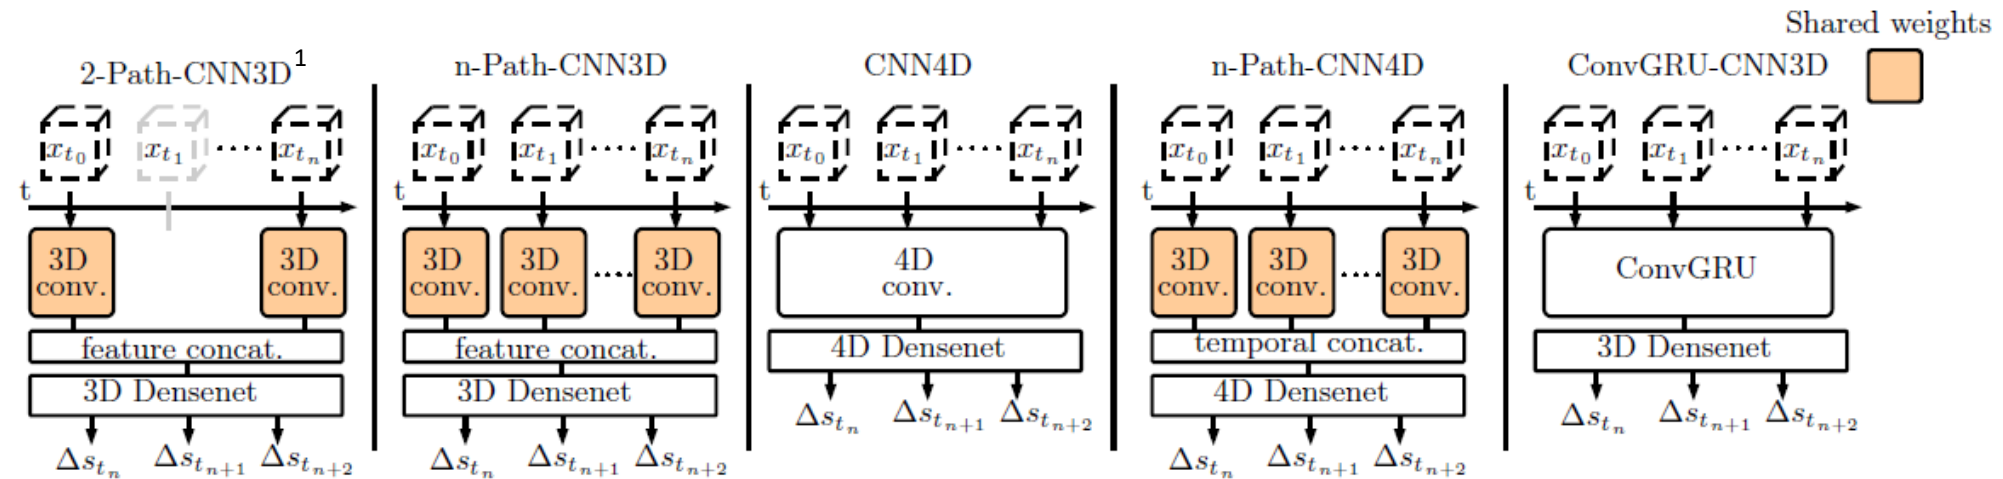 Shared weights
2-Path-CNN3D¹
x_{t_0} x_{t_1} ..... x_{t_n}
t
3D conv. 3D conv.
feature concat.
3D Densenet
Δs_{t_n} Δs_{t_{n+1}} Δs_{t_{n+2}}
n-Path-CNN3D
x_{t_0} x_{t_1} ..... x_{t_n}
t
3D conv. 3D conv. .... 3D conv.
feature concat.
3D Densenet
Δs_{t_n} Δs_{t_{n+1}} Δs_{t_{n+2}}
CNN4D
x_{t_0} x_{t_1} ..... x_{t_n}
t
4D
conv.
4D Densenet
Δs_{t_n} Δs_{t_{n+1}} Δs_{t_{n+2}}
n-Path-CNN4D
x_{t_0} x_{t_1} ..... x_{t_n}
t
3D conv. 3D conv. .... 3D conv.
temporal concat.
4D Densenet
Δs_{t_n} Δs_{t_{n+1}} Δs_{t_{n+2}}
ConvGRU-CNN3D
x_{t_0} x_{t_1} ..... x_{t_n}
t
ConvGRU
3D Densenet
Δs_{t_n} Δs_{t_{n+1}} Δs_{t_{n+2}}